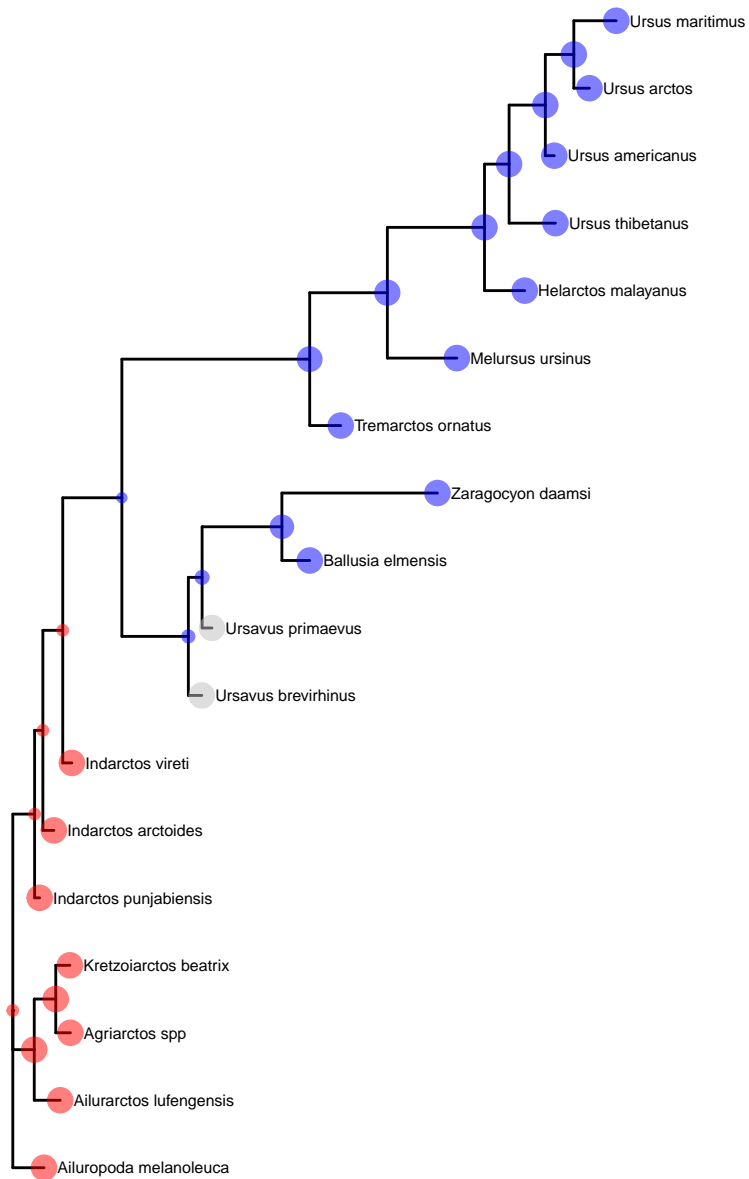 Ursus maritimus
Ursus arctos
Ursus americanus
Ursus thibetanus
Helarctos malayanus
Melursus ursinus
Tremarctos ornatus
Zaragocyon daamsi
Ballusia elmensis
Ursavus primaevus
Ursavus brevirhinus
Indarctos vireti
Indarctos arctoides
Indarctos punjabiensis
Kretzoiarctos beatrix
Agriarctos spp
Ailurarctos lufengensis
Ailuropoda melanoleuca